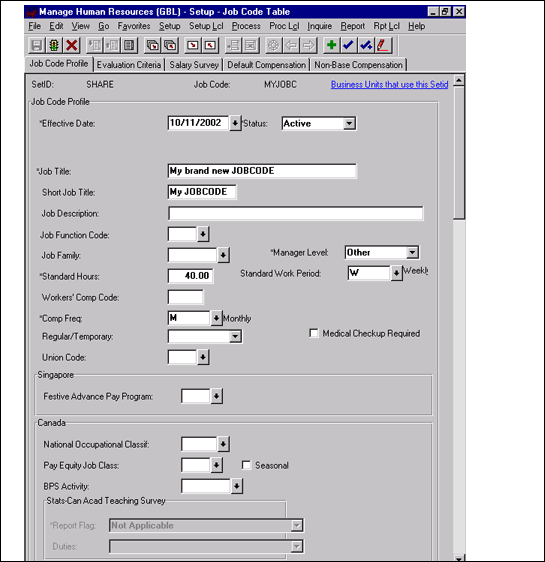 Manage Human Resources (GBL) - Setup - Job Code Table
File Edit View Go Favorites Setup Setup Lcl Process Proc Lcl Inquire Report Rpt Lcl Help
Job Code Profile Evaluation Criteria Salary Survey Default Compensation Non-Base Compensation
SetID: SHARE Job Code: MYJOBC Business Units that use this Setid
Job Code Profile
*Effective Date: 10/11/2002 *Status: Active
*Job Title: My brand new JOBCODE
Short Job Title: My JOBCODE
Job Description:
Job Function Code:
Job Family: *Manager Level: Other
*Standard Hours: 40.00 Standard Work Period: W Weekly
Workers' Comp Code:
*Comp Freq: M Monthly
Regular/Temporary: Medical Checkup Required
Union Code:
Singapore
Festive Advance Pay Program:
Canada
National Occupational Classif:
Pay Equity Job Class: Seasonal
BPS Activity:
Stats-Can Acad Teaching Survey
*Report Flag: Not Applicable
Duties: